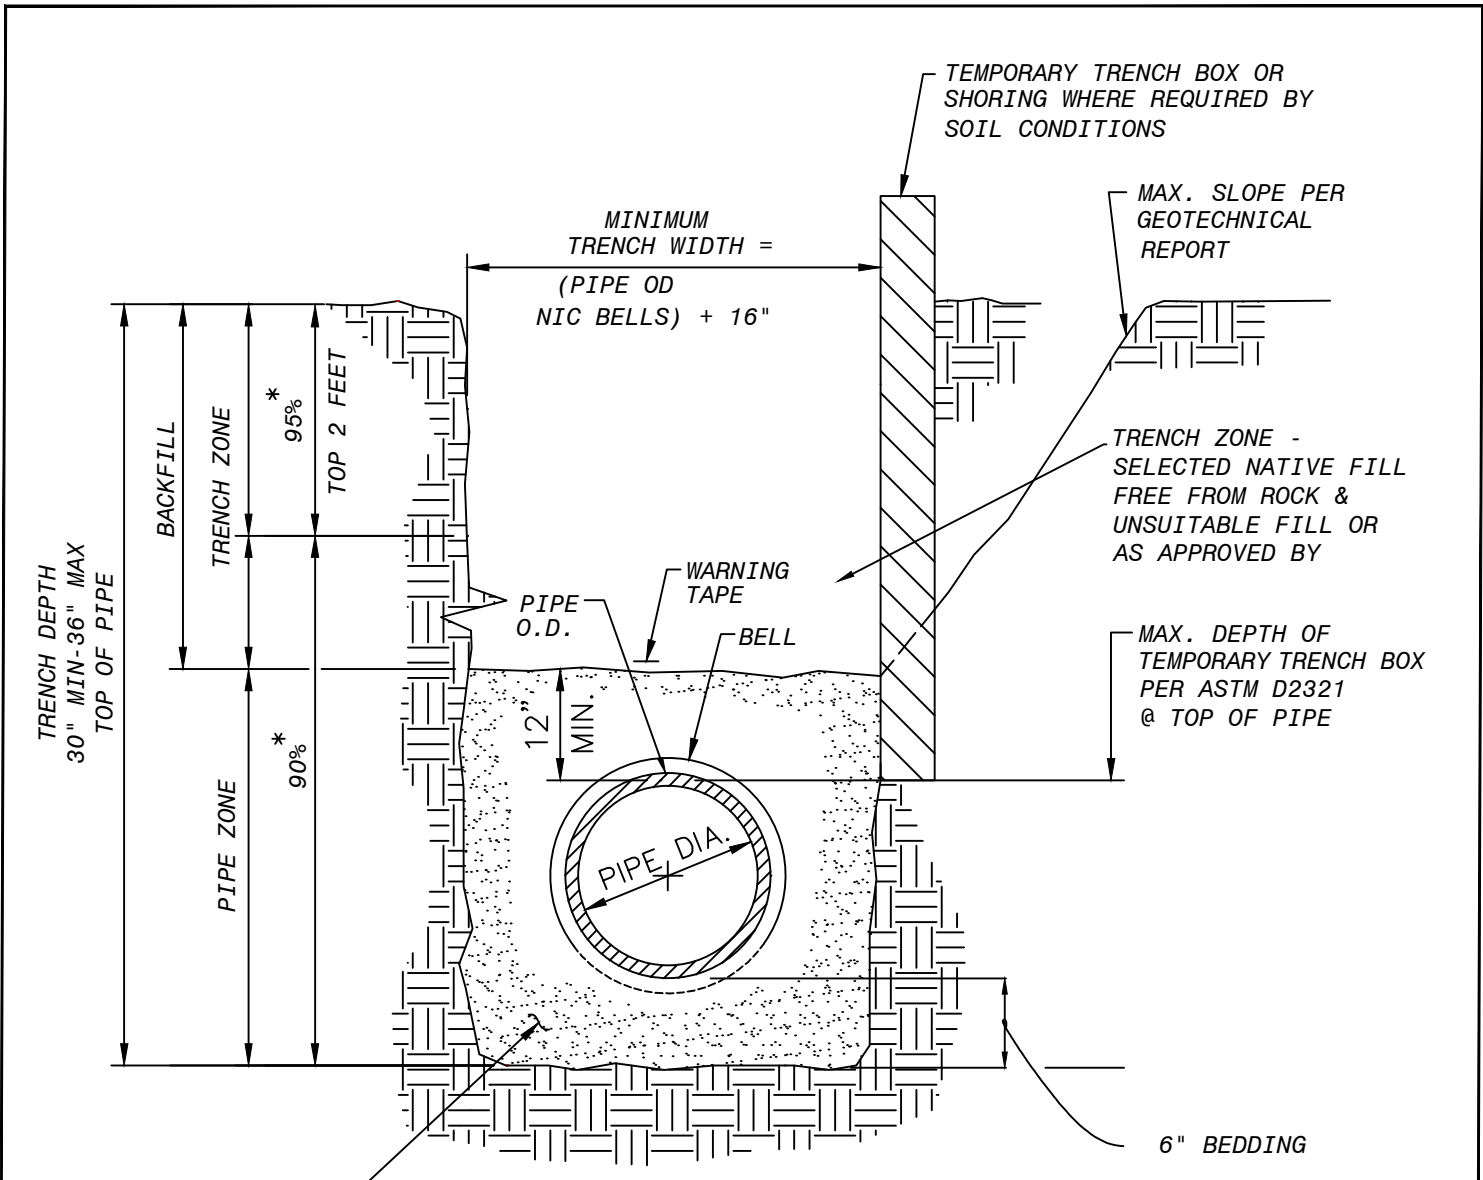 TEMPORARY TRENCH BOX OR
SHORING WHERE REQUIRED BY
SOIL CONDITIONS
MAX. SLOPE PER
GEOTECHNICAL
REPORT
MINIMUM
TRENCH WIDTH =
(PIPE OD
NIC BELLS) + 16"
TRENCH DEPTH
30" MIN-36" MAX
TOP OF PIPE
BACKFILL
TRENCH ZONE
95%*
TOP 2 FEET
TRENCH ZONE -
SELECTED NATIVE FILL
FREE FROM ROCK &
UNSUITABLE FILL OR
AS APPROVED BY
WARNING
TAPE
PIPE
O.D.
BELL
MAX. DEPTH OF
TEMPORARY TRENCH BOX
PER ASTM D2321
@ TOP OF PIPE
12”
MIN.
90%*
PIPE ZONE
PIPE DIA.
6" BEDDING